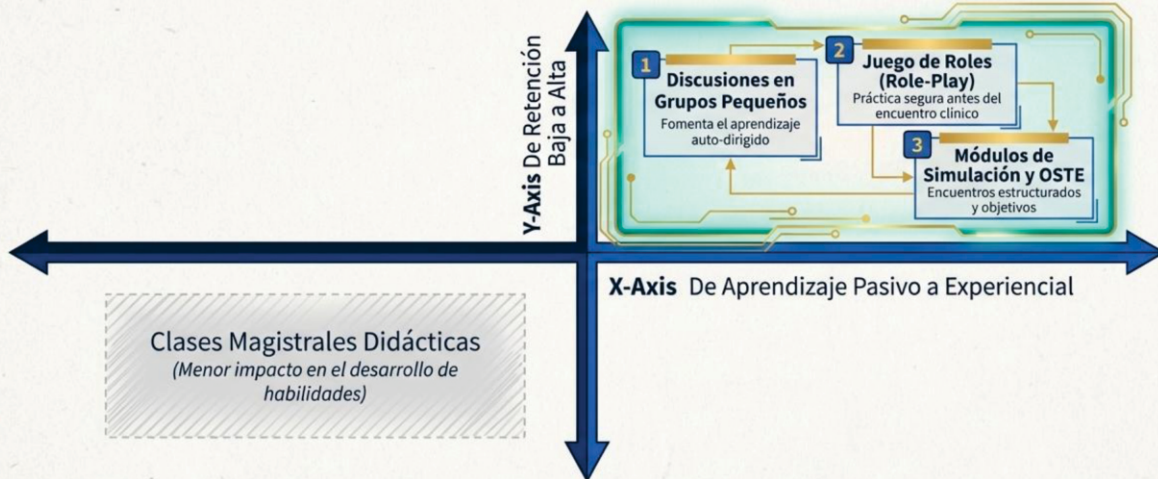 Y-Axis De Retención
Baja a Alta
1
Discusiones en
Grupos Pequeños
Fomenta el aprendizaje
auto-dirigido
2
Juego de Roles
(Role-Play)
Práctica segura antes del
encuentro clínico
3
Módulos de
Simulación y OSTE
Encuentros estructurados
y objetivos
X-Axis De Aprendizaje Pasivo a Experiencial
Clases Magistrales Didácticas
(Menor impacto en el desarrollo de
habilidades)